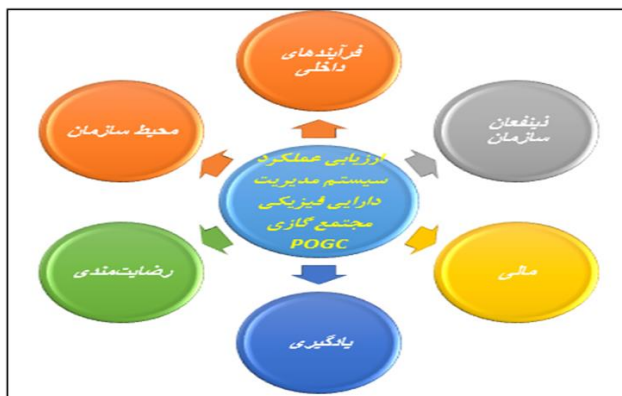 فرآیندهای
داخلی
ذینفعان
سازمان
محیط سازمان
ارزیابی عملکرد
سیستم مدیریت
دارایی فیزیکی
مجتمع گازی
POGC
مالی
رضایت‌مندی
یادگیری